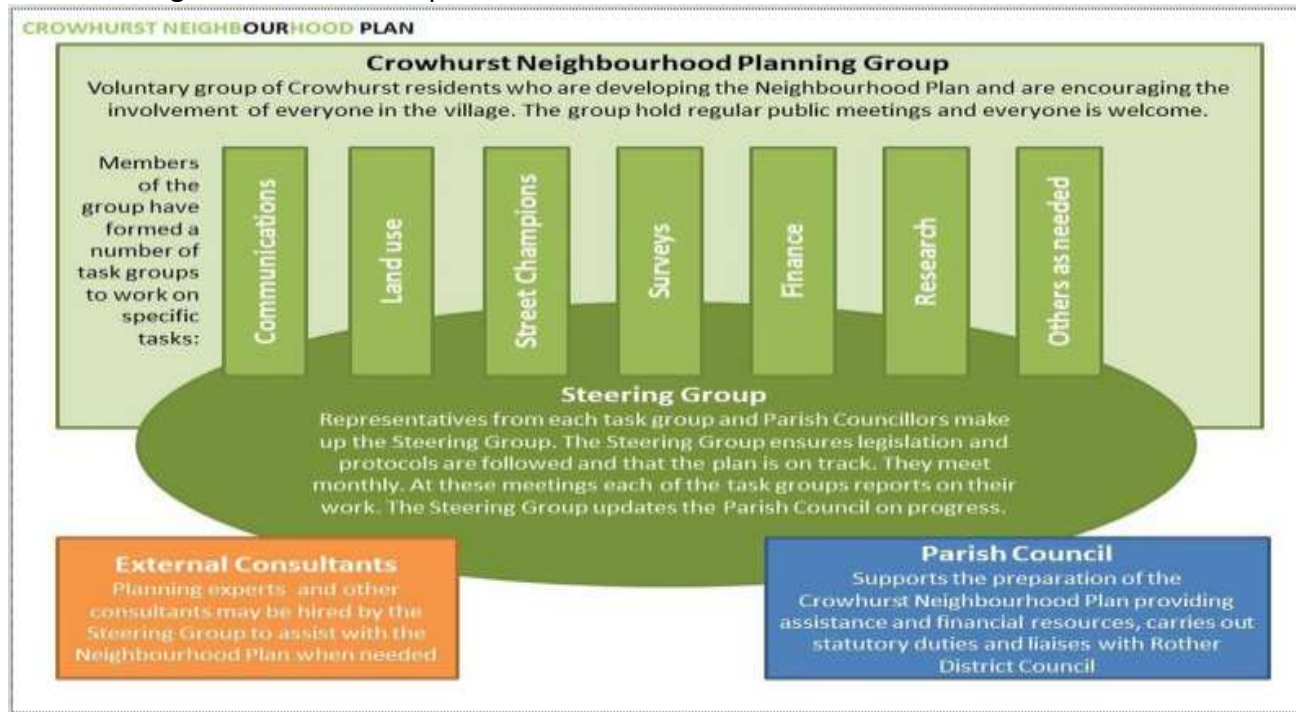 CROWHURST NEIGHBOURHOOD PLAN
Crowhurst Neighbourhood Planning Group
Voluntary group of Crowhurst residents who are developing the Neighbourhood Plan and are encouraging the
involvement of everyone in the village. The group hold regular public meetings and everyone is welcome.
Members
of the
group have
formed a
number of
task groups
to work on
specific
tasks:
Communications
Land use
Street Champions
Surveys
Finance
Research
Others as needed
Steering Group
Representatives from each task group and Parish Councillors make
up the Steering Group. The Steering Group ensures legislation and
protocols are followed and that the plan is on track. They meet
monthly. At these meetings each of the task groups reports on their
work. The Steering Group updates the Parish Council on progress.
External Consultants
Planning experts and other
consultants may be hired by the
Steering Group to assist with the
Neighbourhood Plan when needed
Parish Council
Supports the preparation of the
Crowhurst Neighbourhood Plan providing
assistance and financial resources, carries out
statutory duties and liaises with Rother
District Council